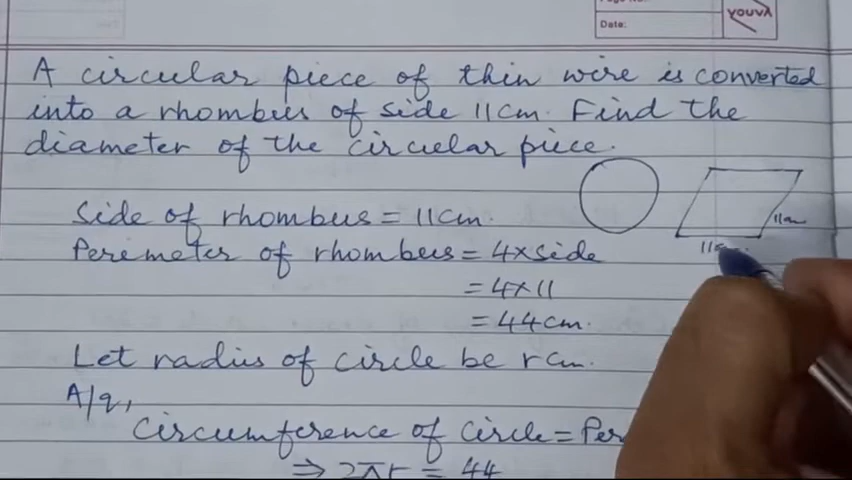 Date:
YOUVA
A circular piece of thin wire is converted
into a rhombus of side 11cm. Find the
diameter of the circular piece.
Side of rhombus = 11cm.
Perimeter of rhombus = 4×side
= 4×11
= 44cm.
11cm
Let radius of circle be r cm.
A/q,
Circumference of circle = Per
⇒ 2πr = 44